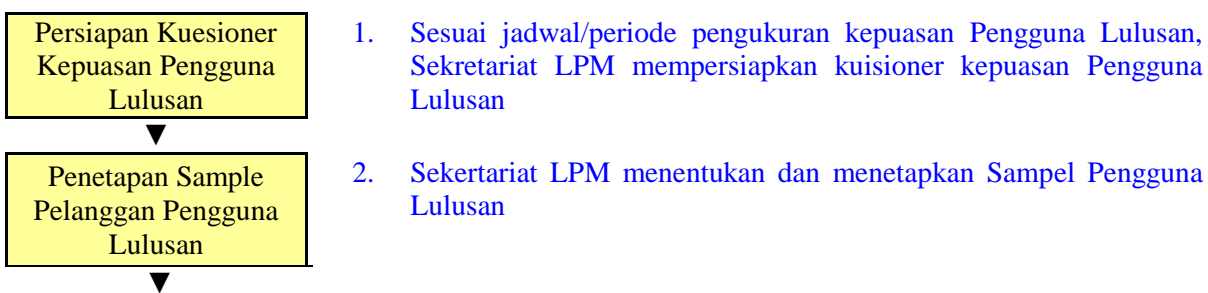 Persiapan Kuesioner
Kepuasan Pengguna
Lulusan
1. Sesuai jadwal/periode pengukuran kepuasan Pengguna Lulusan,
Sekretariat LPM mempersiapkan kuisioner kepuasan Pengguna
Lulusan
▼
Penetapan Sample
Pelanggan Pengguna
Lulusan
2. Sekertariat LPM menentukan dan menetapkan Sampel Pengguna
Lulusan
▼